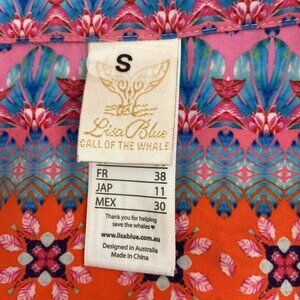 S
Lisa Blue
CALL OF THE WHALE
FR 38
JAP 11
MEX 30
Thank you for helping
save the whales ♥
www.lisablue.com.au
Designed in Australia
Made in China